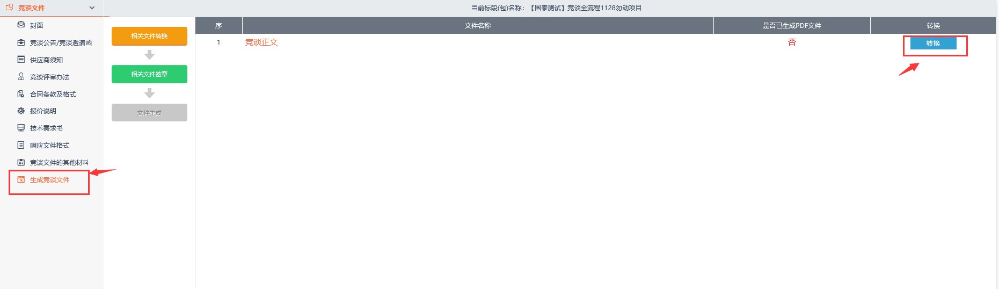 竞谈文件
当前标段(包)名称：【国泰测试】竞谈全流程1128勿动项目
封面
竞谈公告/竞谈邀请函
供应商须知
竞谈评审办法
合同条款及格式
报价说明
技术需求书
响应文件格式
竞谈文件的其他材料
生成竞谈文件
相关文件转换
相关文件签章
文件生成
序 文件名称 是否已生成PDF文件 转换
1 竞谈正文 否 转换